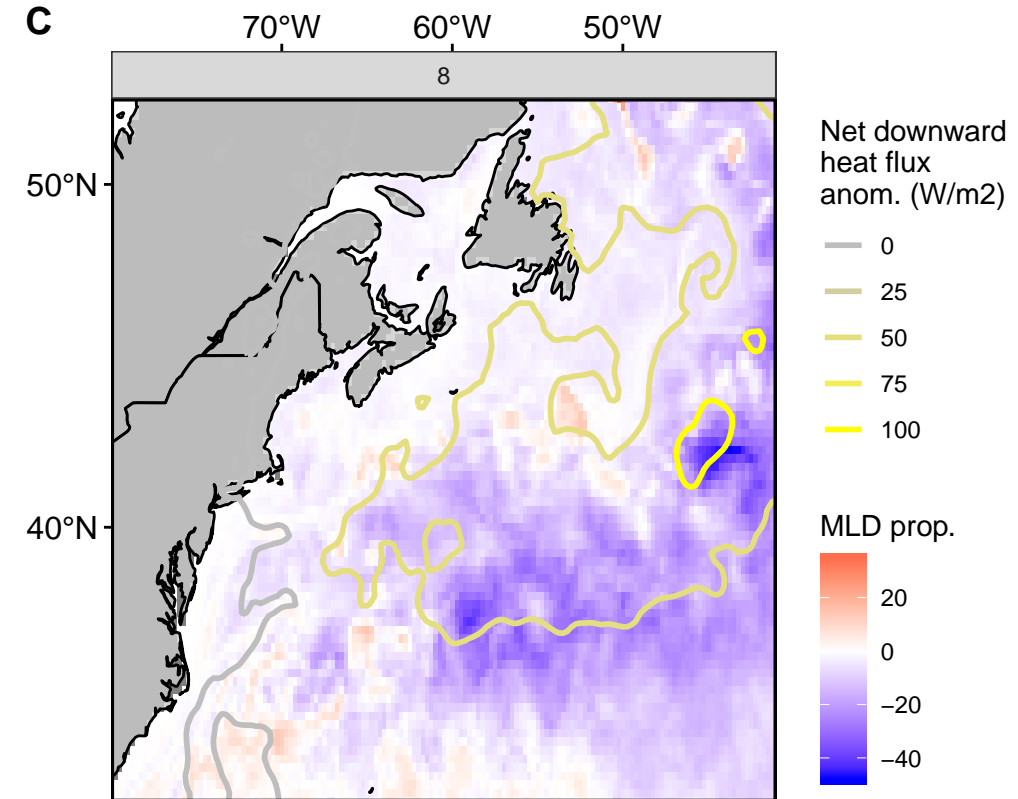 C
70°W 60°W 50°W
8
50°N
40°N
Net downward
heat flux
anom. (W/m2)
0
25
50
75
100
MLD prop.
20
0
−20
−40